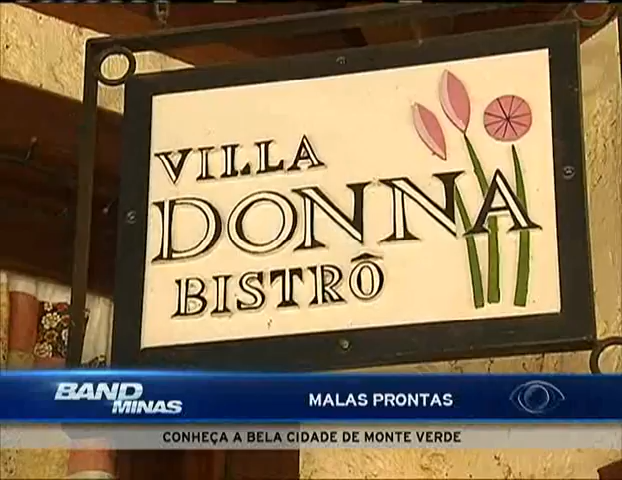 VILLA
DONNA
BISTRÔ
BAND
MINAS
MALAS PRONTAS
CONHEÇA A BELA CIDADE DE MONTE VERDE